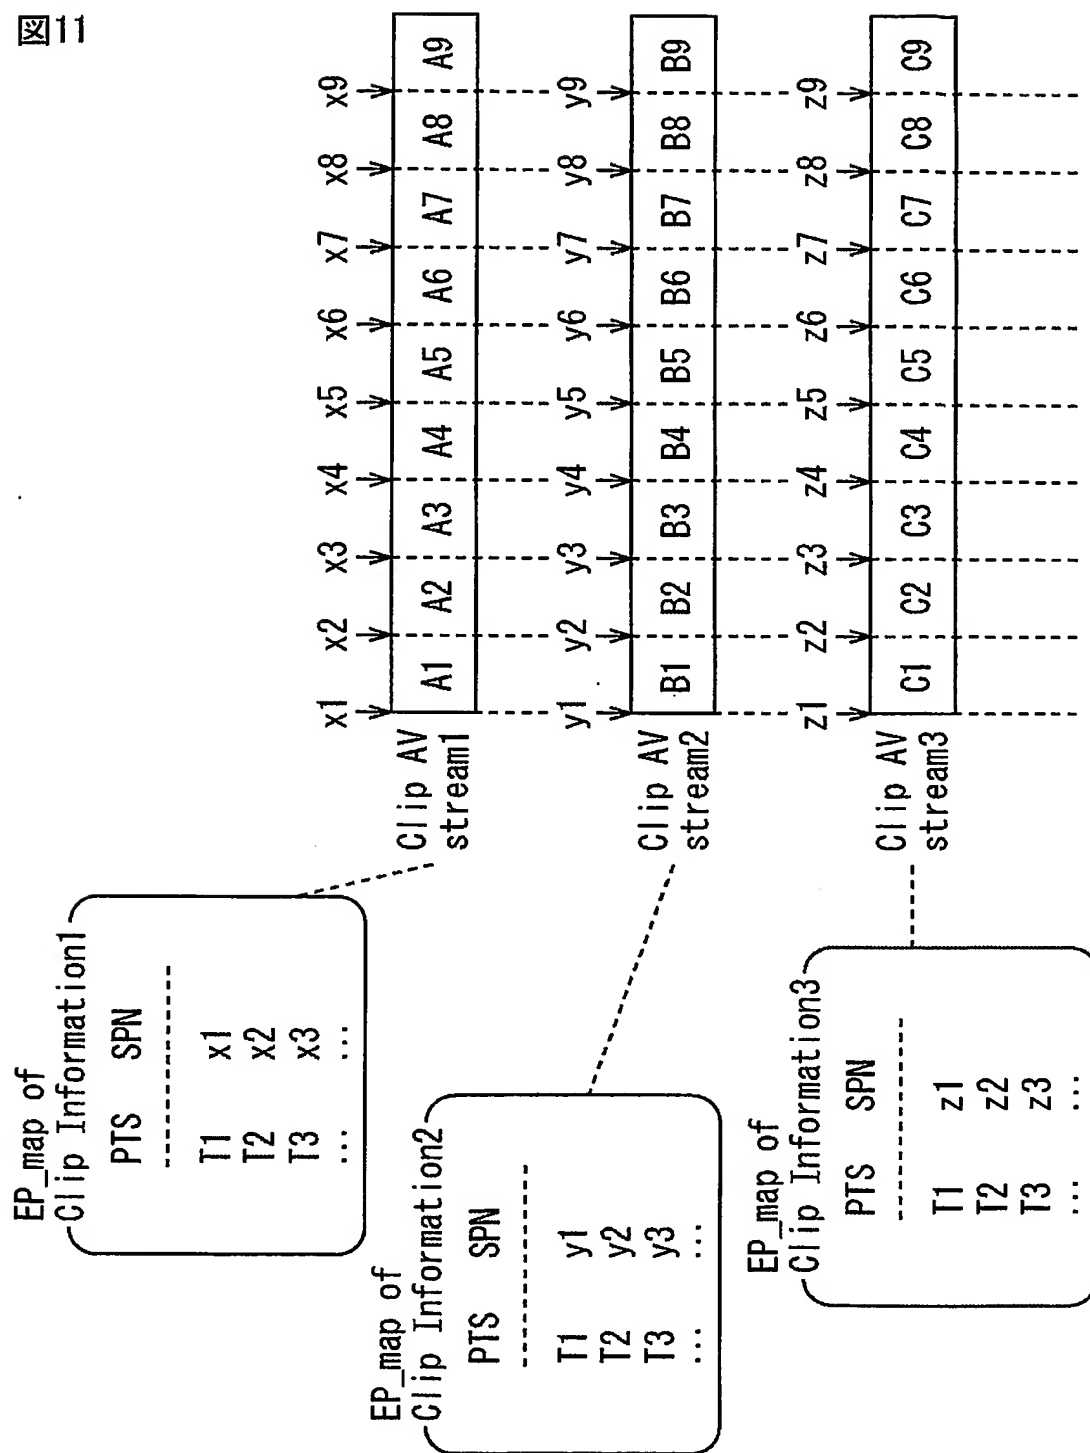 図11
EP_map of
Clip Information1
PTS SPN
T1 x1
T2 x2
T3 x3
... ...
x1 x2 x3 x4 x5 x6 x7 x8 x9
Clip AV
stream1
A1 A2 A3 A4 A5 A6 A7 A8 A9
EP_map of
Clip Information2
PTS SPN
T1 y1
T2 y2
T3 y3
... ...
y1 y2 y3 y4 y5 y6 y7 y8 y9
Clip AV
stream2
B1 B2 B3 B4 B5 B6 B7 B8 B9
EP_map of
Clip Information3
PTS SPN
T1 z1
T2 z2
T3 z3
... ...
z1 z2 z3 z4 z5 z6 z7 z8 z9
Clip AV
stream3
C1 C2 C3 C4 C5 C6 C7 C8 C9